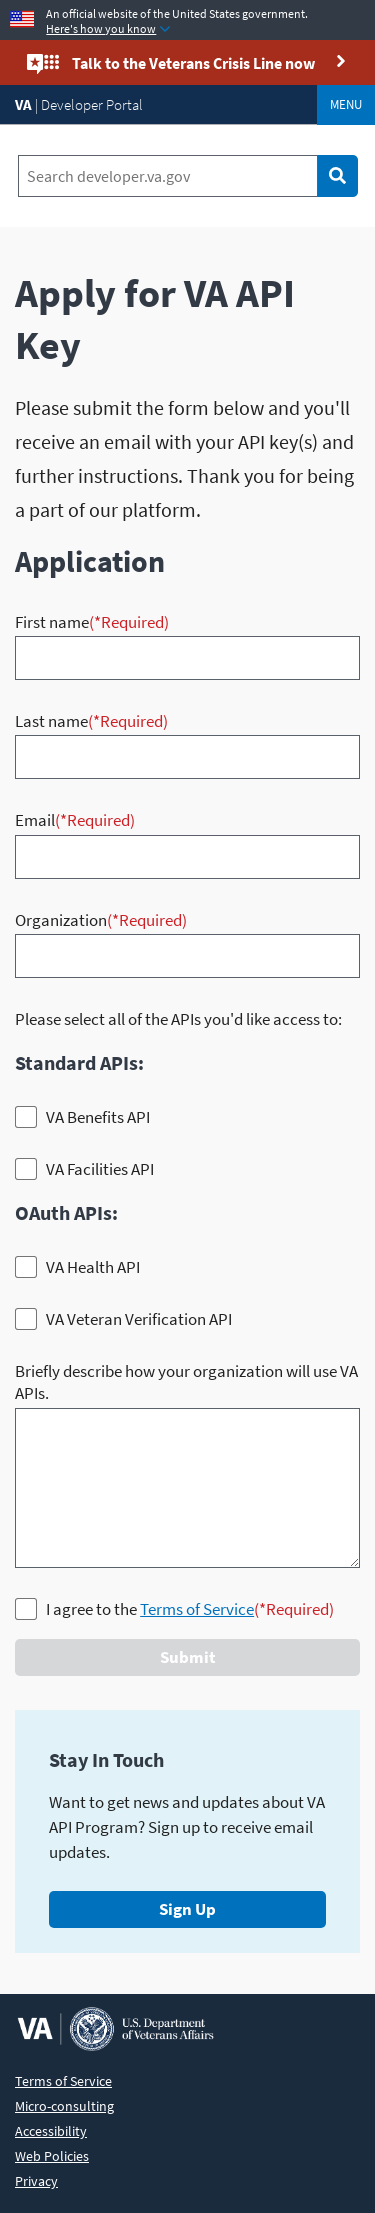 An official website of the United States government.
Here's how you know
Talk to the Veterans Crisis Line now
VA | Developer Portal
MENU
Search developer.va.gov
Apply for VA API
Key
Please submit the form below and you'll
receive an email with your API key(s) and
further instructions. Thank you for being
a part of our platform.
Application
First name(*Required)
Last name(*Required)
Email(*Required)
Organization(*Required)
Please select all of the APIs you'd like access to:
Standard APIs:
VA Benefits API
VA Facilities API
OAuth APIs:
VA Health API
VA Veteran Verification API
Briefly describe how your organization will use VA
APIs.
I agree to the Terms of Service(*Required)
Submit
Stay In Touch
Want to get news and updates about VA
API Program? Sign up to receive email
updates.
Sign Up
VA
U.S. Department
of Veterans Affairs
Terms of Service
Micro-consulting
Accessibility
Web Policies
Privacy